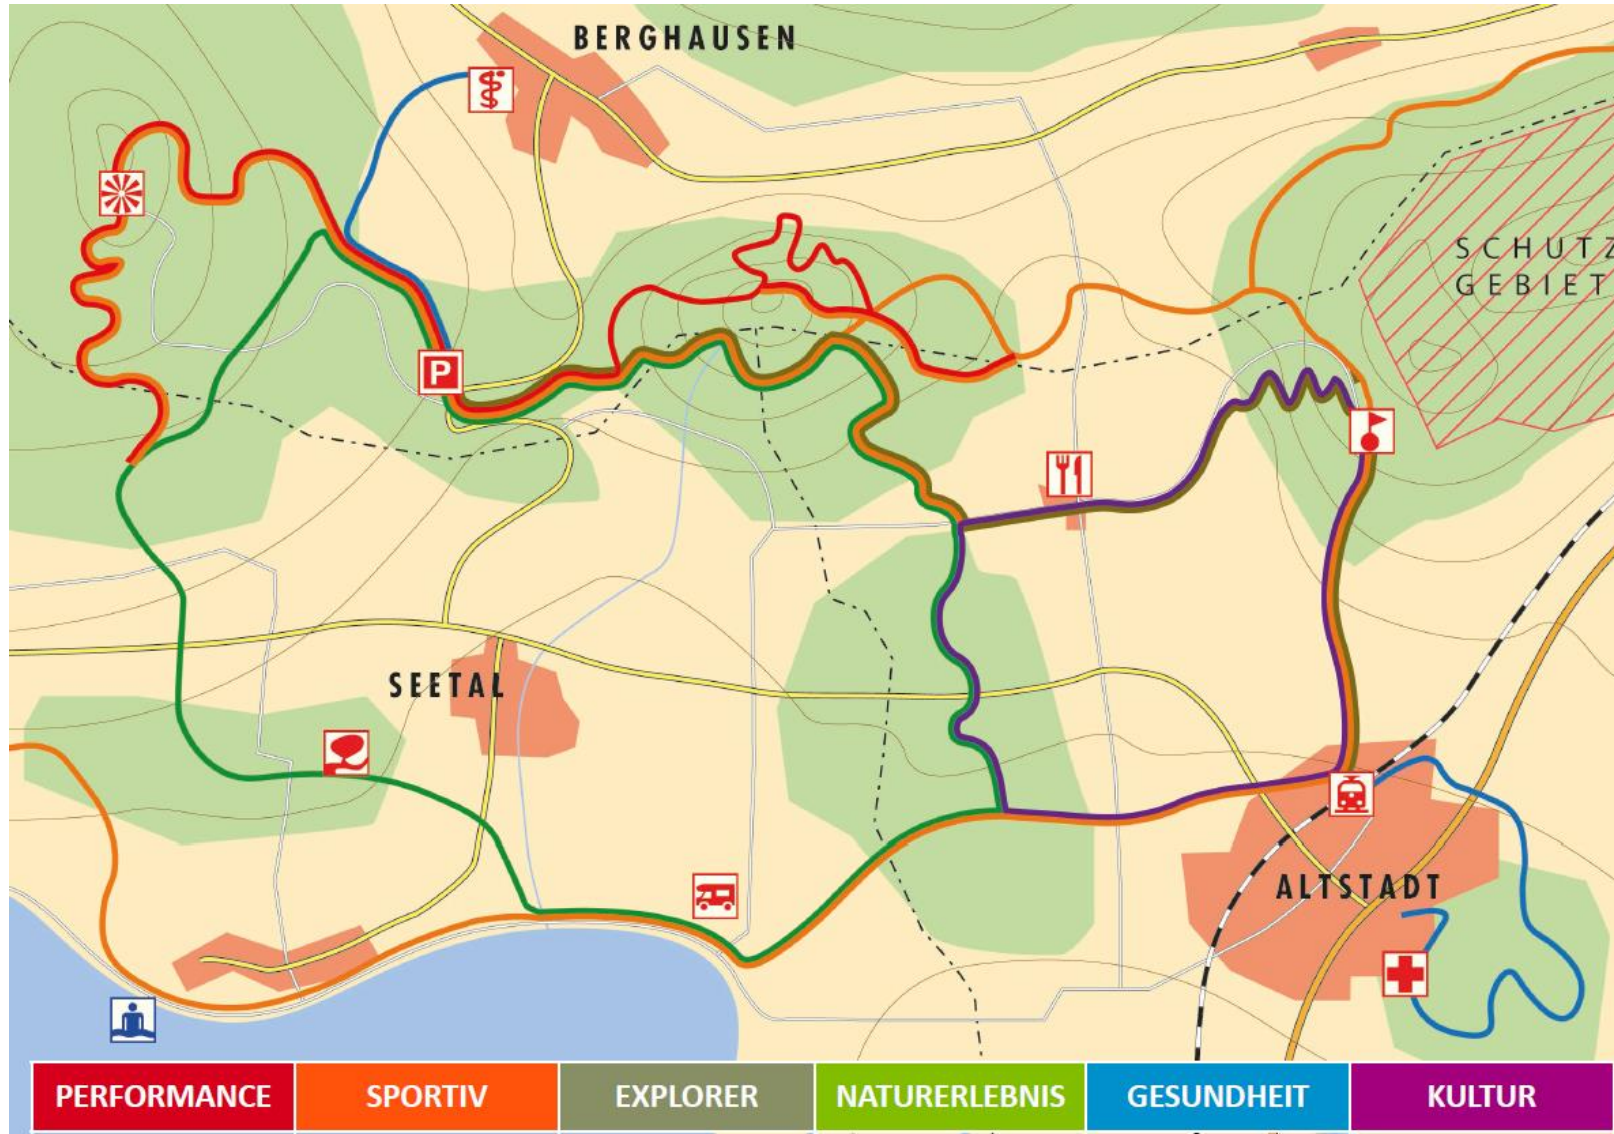 BERGHAUSEN
SCHUTZ
GEBIET
P
SEETAL
ALTSTADT
PERFORMANCE
SPORTIV
EXPLORER
NATURERLEBNIS
GESUNDHEIT
KULTUR